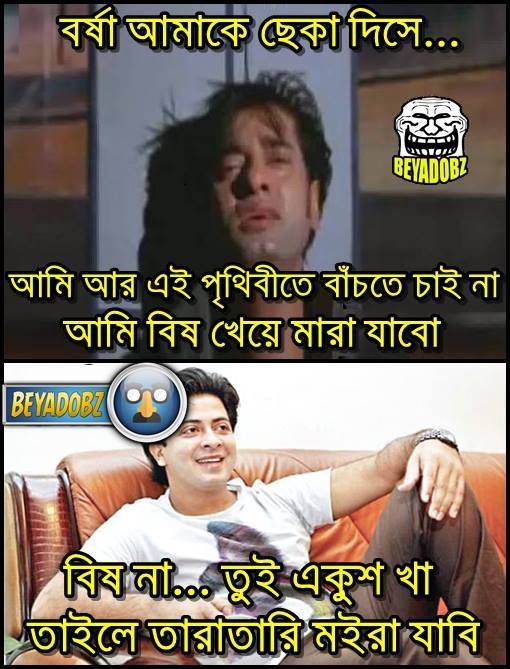 বর্ষা আমাকে ছেকা দিসে...
BEYADOBZ
আমি আর এই পৃথিবীতে বাঁচতে চাই না
আমি বিষ খেয়ে মারা যাবো
BEYADOBZ
বিষ না... তুই একুশ খা
তাইলে তারাতারি মইরা যাবি